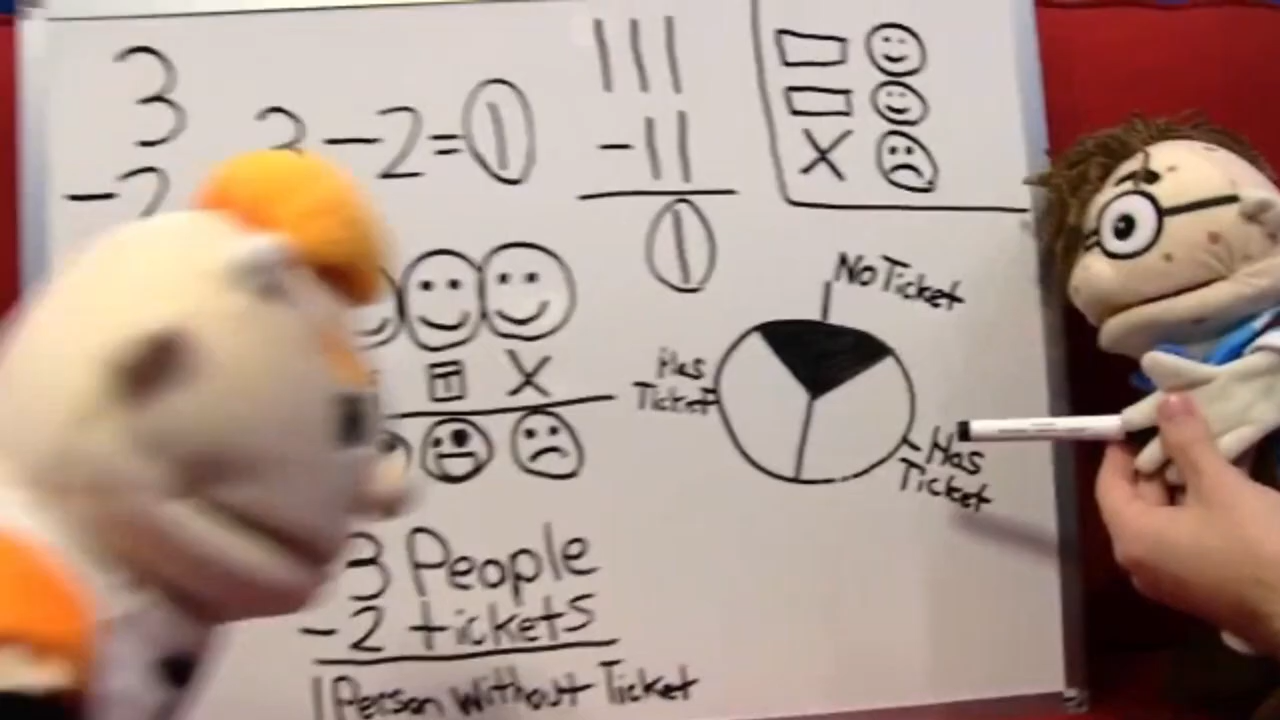 3
-2
3-2=1
111
-11
1
X
No Ticket
Has
Ticket
Has
Ticket
T X
3 People
-2 tickets
1 Person Without Ticket